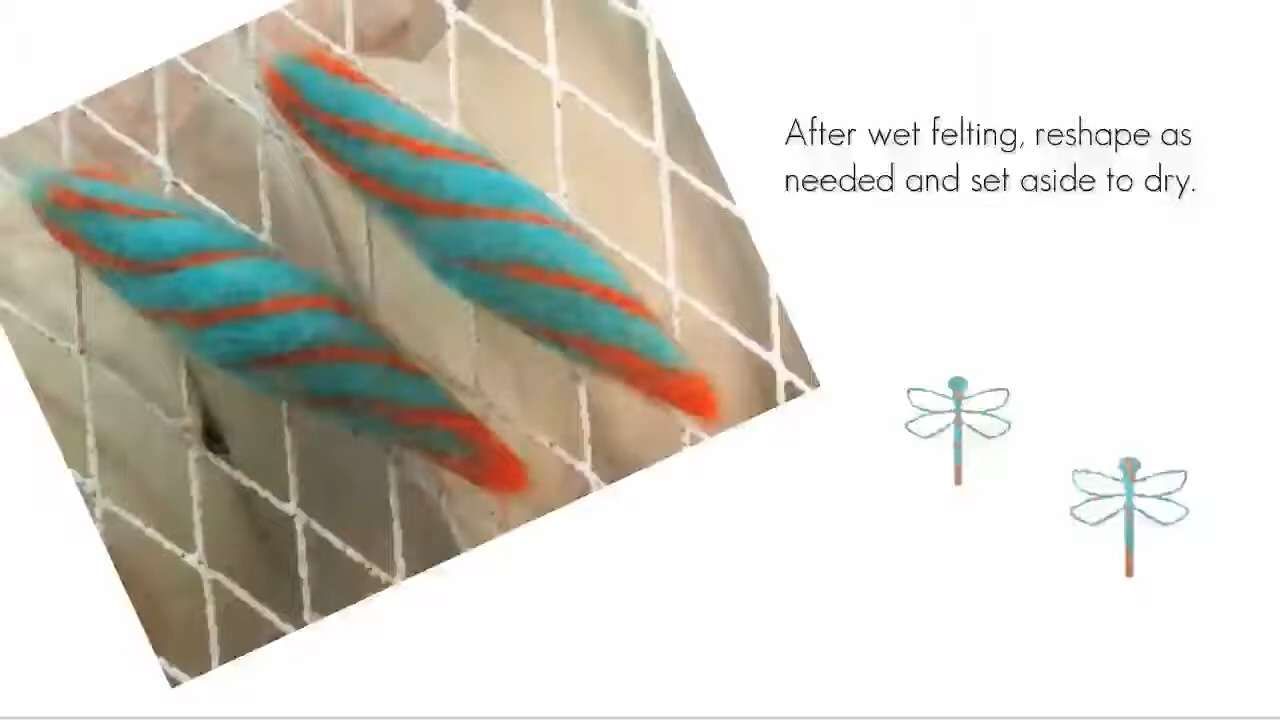 After wet felting, reshape as
needed and set aside to dry.